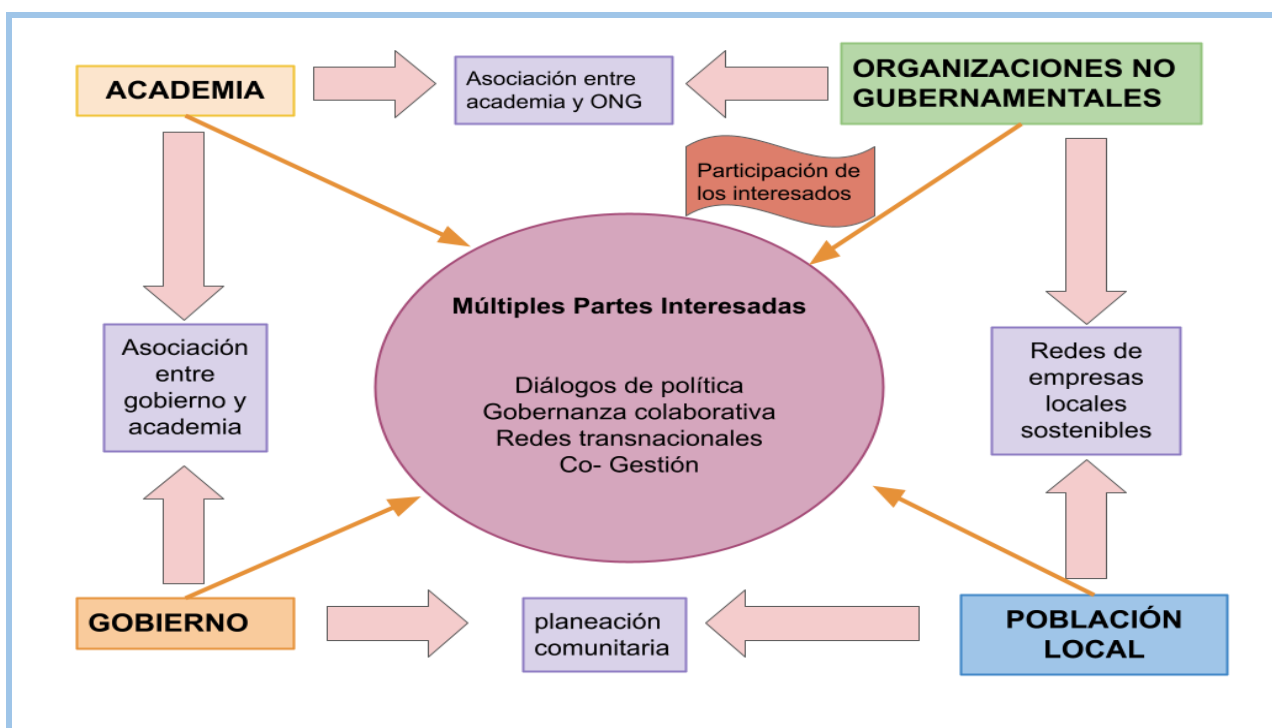 ACADEMIA
Asociación entre
academia y ONG
ORGANIZACIONES NO
GUBERNAMENTALES
Participación de
los interesados
Múltiples Partes Interesadas
Diálogos de política
Gobernanza colaborativa
Redes transnacionales
Co- Gestión
Asociación
entre
gobierno y
academia
Redes de
empresas
locales
sostenibles
GOBIERNO
planeación
comunitaria
POBLACIÓN
LOCAL